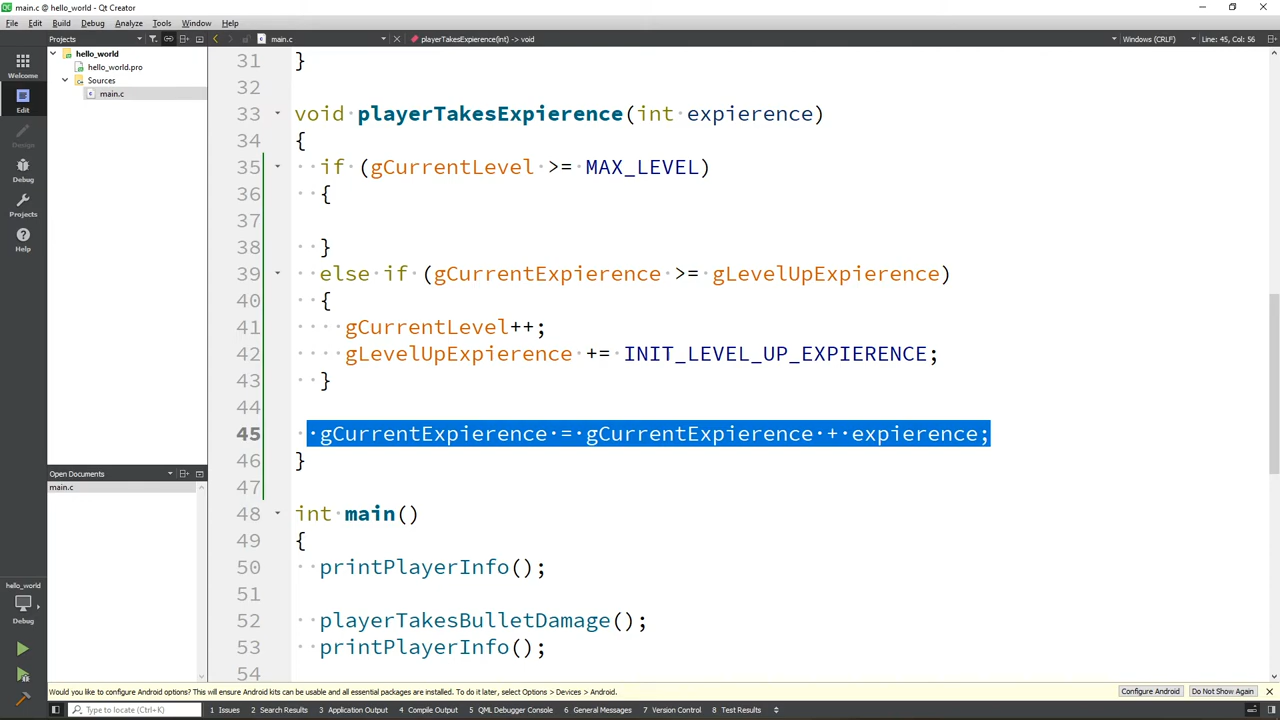 main.c @ hello_world - Qt Creator
File Edit Build Debug Analyze Tools Window Help
Projects
main.c
playerTakesExpierence(int) -> void
Windows (CRLF)
Line: 45, Col: 56
Welcome
Edit
Design
Debug
Projects
Help
hello_world
hello_world.pro
Sources
main.c
31 }
32
33 void playerTakesExpierence(int expierence)
34 {
35 if (gCurrentLevel >= MAX_LEVEL)
36 {
37
38 }
39 else if (gCurrentExpierence >= gLevelUpExpierence)
40 {
41 gCurrentLevel++;
42 gLevelUpExpierence += INIT_LEVEL_UP_EXPIERENCE;
43 }
44
45 gCurrentExpierence = gCurrentExpierence + expierence;
46 }
47
48 int main()
49 {
50 printPlayerInfo();
51
52 playerTakesBulletDamage();
53 printPlayerInfo();
54
Open Documents
main.c
hello_world
Debug
Would you like to configure Android options? This will ensure Android kits can be usable and all essential packages are installed. To do it later, select Options > Devices > Android.
Configure Android
Do Not Show Again
Type to locate (Ctrl+K)
1 Issues 2 Search Results 3 Application Output 4 Compile Output 5 QML Debugger Console 6 General Messages 7 Version Control 8 Test Results